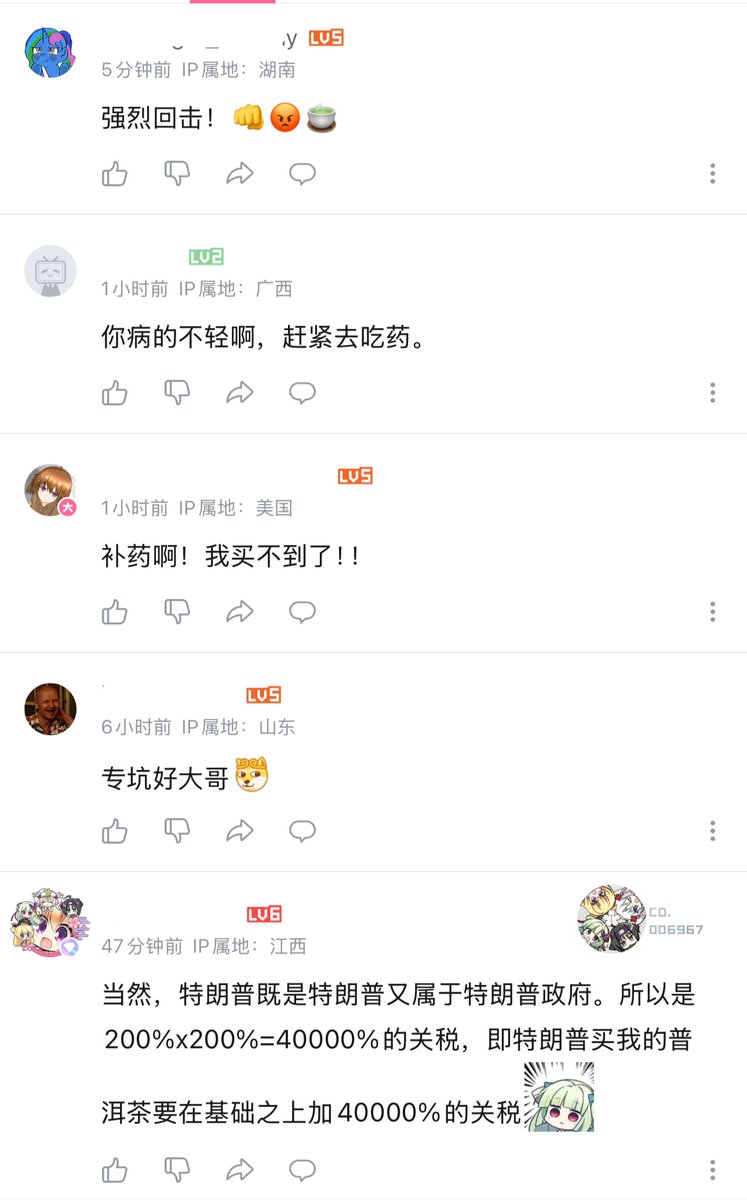 LV5
5分钟前 IP属地：湖南
强烈回击！👊😡🍵
LV2
1小时前 IP属地：广西
你病的不轻啊，赶紧去吃药。
LV5
大
1小时前 IP属地：美国
补药啊！我买不到了！！
LV5
6小时前 IP属地：山东
专坑好大哥
LV6
CD.
006967
47分钟前 IP属地：江西
当然，特朗普既是特朗普又属于特朗普政府。所以是
200%x200%=40000%的关税，即特朗普买我的普
洱茶要在基础之上加40000%的关税